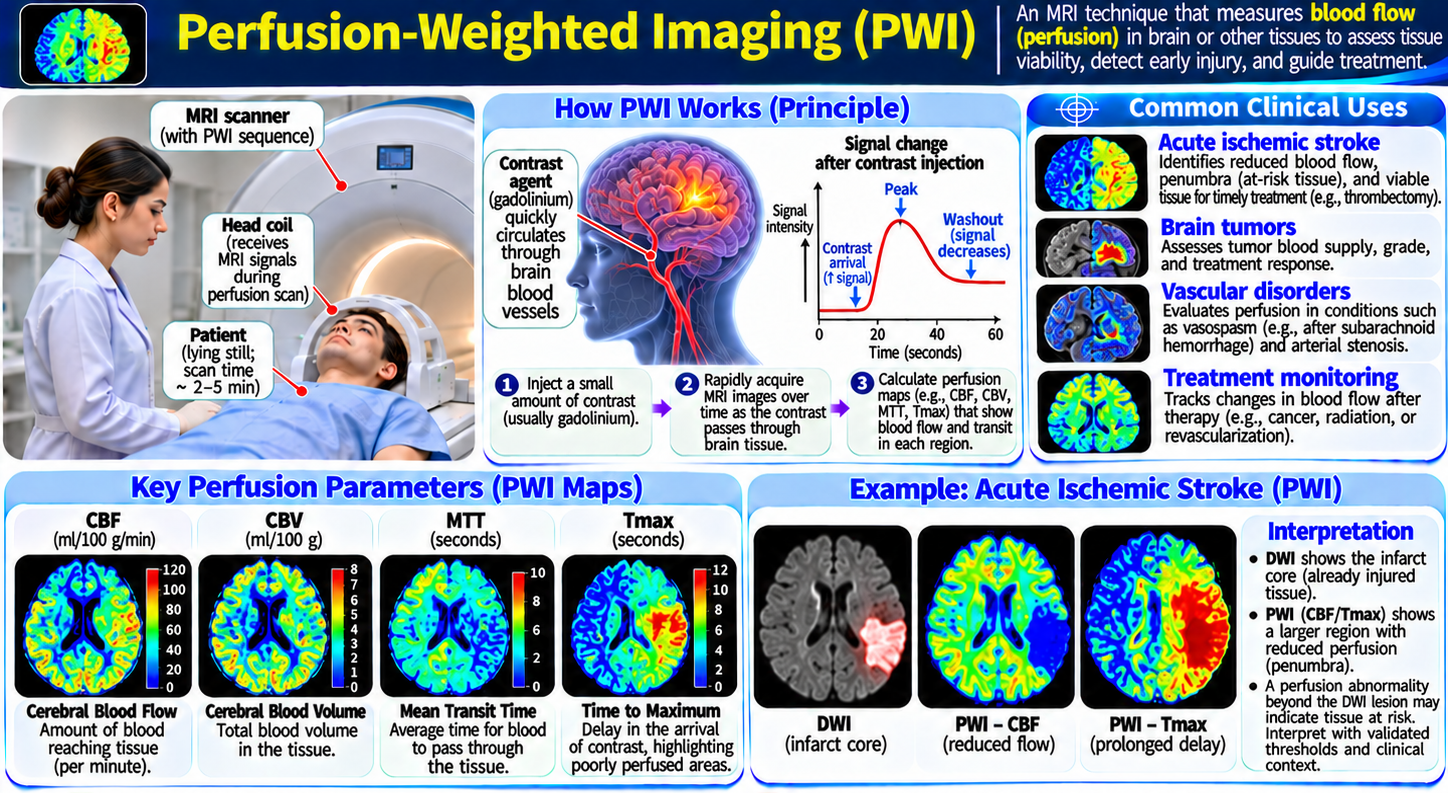 Perfusion-Weighted Imaging (PWI)
An MRI technique that measures blood flow
(perfusion) in brain or other tissues to assess tissue
viability, detect early injury, and guide treatment.
MRI scanner
(with PWI sequence)
Head coil
(receives
MRI signals
during
perfusion scan)
Patient
(lying still;
scan time
~ 2–5 min)
How PWI Works (Principle)
Contrast
agent
(gadolinium)
quickly
circulates
through
brain
blood
vessels
Signal change
after contrast injection
Signal
intensity
Peak
Contrast
arrival
(↑ signal)
Washout
(signal
decreases)
0 20 40 60
Time (seconds)
1 Inject a small
amount of contrast
(usually gadolinium).
2 Rapidly acquire
MRI images over
time as the contrast
passes through
brain tissue.
3 Calculate perfusion
maps (e.g., CBF, CBV,
MTT, Tmax) that show
blood flow and transit
in each region.
Common Clinical Uses
Acute ischemic stroke
Identifies reduced blood flow,
penumbra (at-risk tissue), and viable
tissue for timely treatment (e.g., thrombectomy).
Brain tumors
Assesses tumor blood supply, grade,
and treatment response.
Vascular disorders
Evaluates perfusion in conditions such
as vasospasm (e.g., after subarachnoid
hemorrhage) and arterial stenosis.
Treatment monitoring
Tracks changes in blood flow after
therapy (e.g., cancer, radiation, or
revascularization).
Key Perfusion Parameters (PWI Maps)
CBF
(ml/100 g/min)
120
100
80
60
40
20
0
Cerebral Blood Flow
Amount of blood
reaching tissue
(per minute).
CBV
(ml/100 g)
8
7
6
5
4
3
2
1
0
Cerebral Blood Volume
Total blood volume
in the tissue.
MTT
(seconds)
10
8
6
4
2
0
Mean Transit Time
Average time for blood
to pass through
the tissue.
Tmax
(seconds)
12
10
8
6
4
2
0
Time to Maximum
Delay in the arrival
of contrast, highlighting
poorly perfused areas.
Example: Acute Ischemic Stroke (PWI)
DWI
(infarct core)
PWI – CBF
(reduced flow)
PWI – Tmax
(prolonged delay)
Interpretation
• DWI shows the infarct
core (already injured
tissue).
• PWI (CBF/Tmax) shows
a larger region with
reduced perfusion
(penumbra).
• A perfusion abnormality
beyond the DWI lesion may
indicate tissue at risk.
Interpret with validated
thresholds and clinical
context.